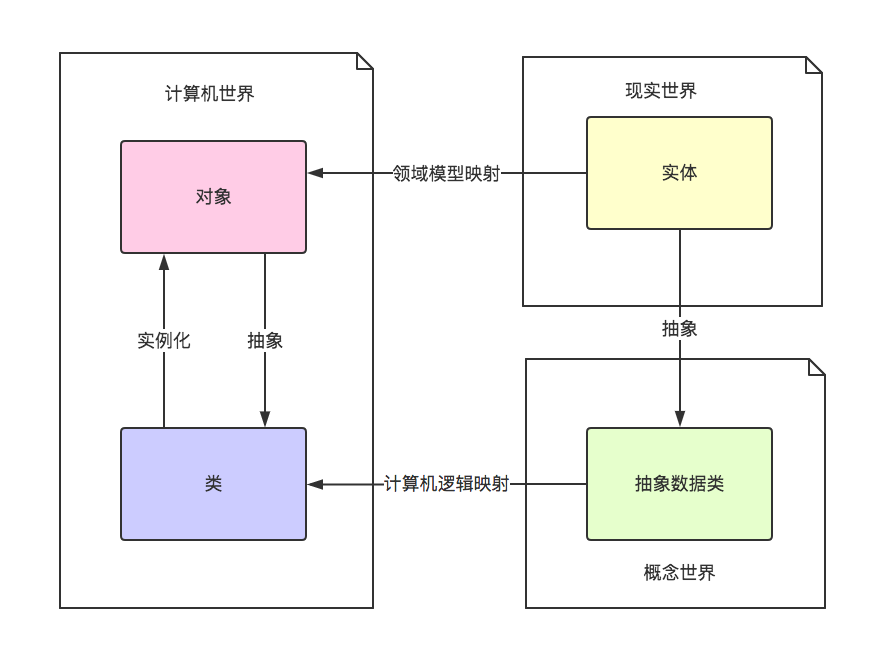 计算机世界
现实世界
对象
领域模型映射
实体
实例化
抽象
抽象
类
计算机逻辑映射
抽象数据类
概念世界